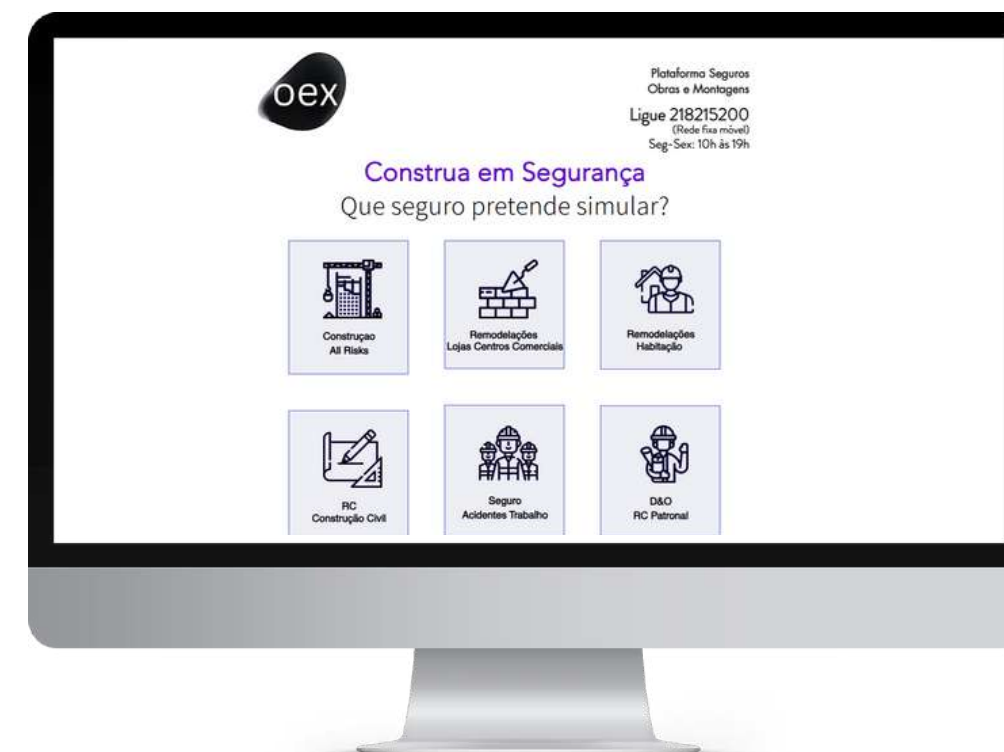 oex
Plataforma Seguros
Obras e Montagens
Ligue 218215200
(Rede fixa móvel)
Seg-Sex: 10h às 19h
Construa em Segurança
Que seguro pretende simular?
Construçao
All Risks
Remodelações
Lojas Centros Comerciais
Remodelações
Habitação
RC
Construção Civil
Seguro
Acidentes Trabalho
D&O
RC Patronal